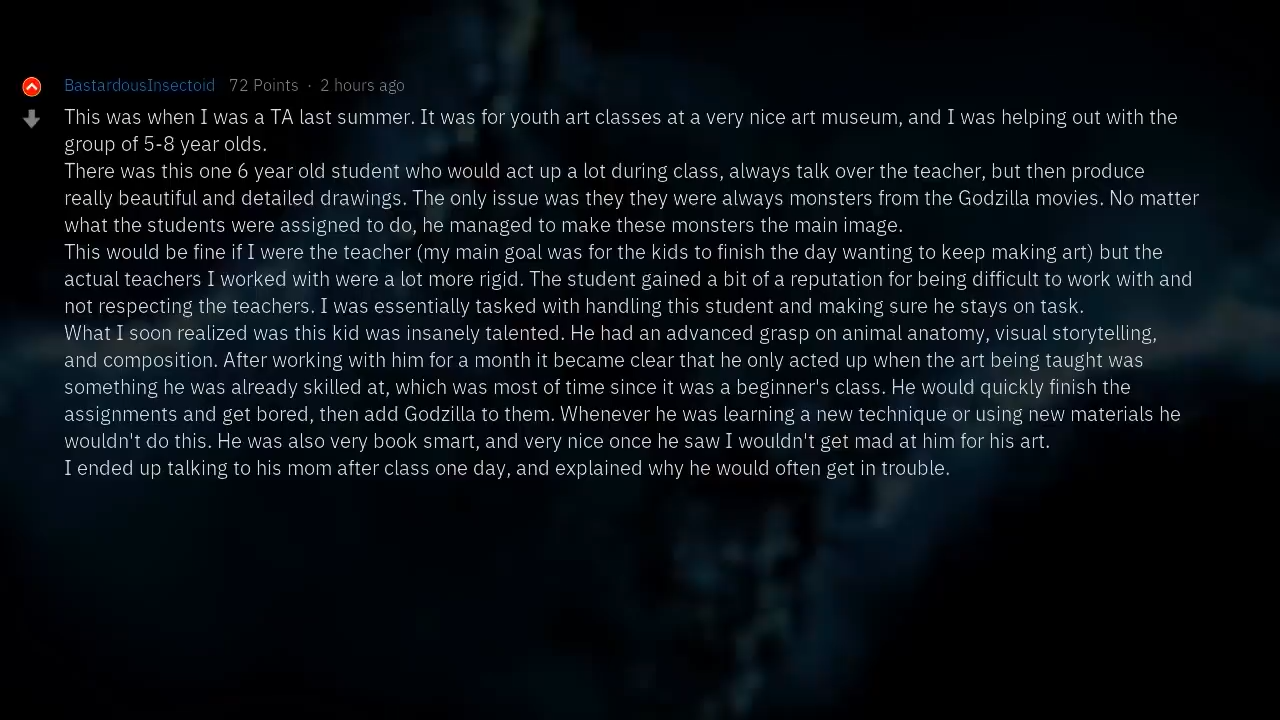 BastardousInsectoid 72 Points · 2 hours ago
This was when I was a TA last summer. It was for youth art classes at a very nice art museum, and I was helping out with the
group of 5-8 year olds.
There was this one 6 year old student who would act up a lot during class, always talk over the teacher, but then produce
really beautiful and detailed drawings. The only issue was they they were always monsters from the Godzilla movies. No matter
what the students were assigned to do, he managed to make these monsters the main image.
This would be fine if I were the teacher (my main goal was for the kids to finish the day wanting to keep making art) but the
actual teachers I worked with were a lot more rigid. The student gained a bit of a reputation for being difficult to work with and
not respecting the teachers. I was essentially tasked with handling this student and making sure he stays on task.
What I soon realized was this kid was insanely talented. He had an advanced grasp on animal anatomy, visual storytelling,
and composition. After working with him for a month it became clear that he only acted up when the art being taught was
something he was already skilled at, which was most of time since it was a beginner's class. He would quickly finish the
assignments and get bored, then add Godzilla to them. Whenever he was learning a new technique or using new materials he
wouldn't do this. He was also very book smart, and very nice once he saw I wouldn't get mad at him for his art.
I ended up talking to his mom after class one day, and explained why he would often get in trouble.